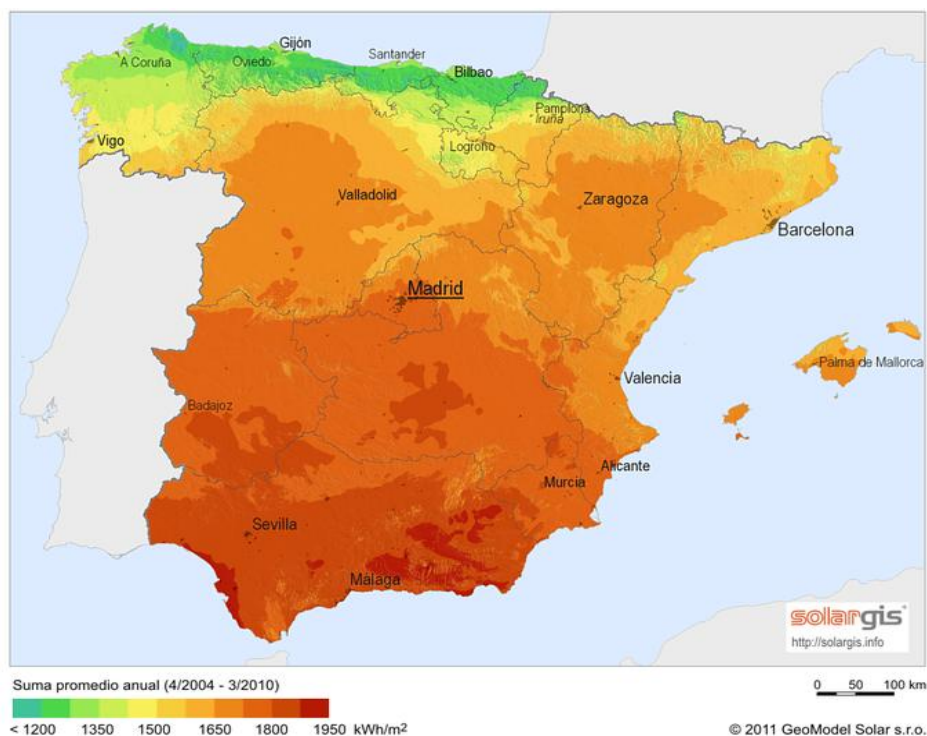 Gijón
Santander
A Coruña
Oviedo
Bilbao
Pamplona
Iruña
Vigo
Logroño
Valladolid
Zaragoza
Barcelona
Madrid
Palma de Mallorca
Valencia
Badajoz
Alicante
Murcia
Sevilla
Málaga
solargis
http://solargis.info
Suma promedio anual (4/2004 - 3/2010)
0 50 100 km
< 1200 1350 1500 1650 1800 1950 kWh/m²
© 2011 GeoModel Solar s.r.o.